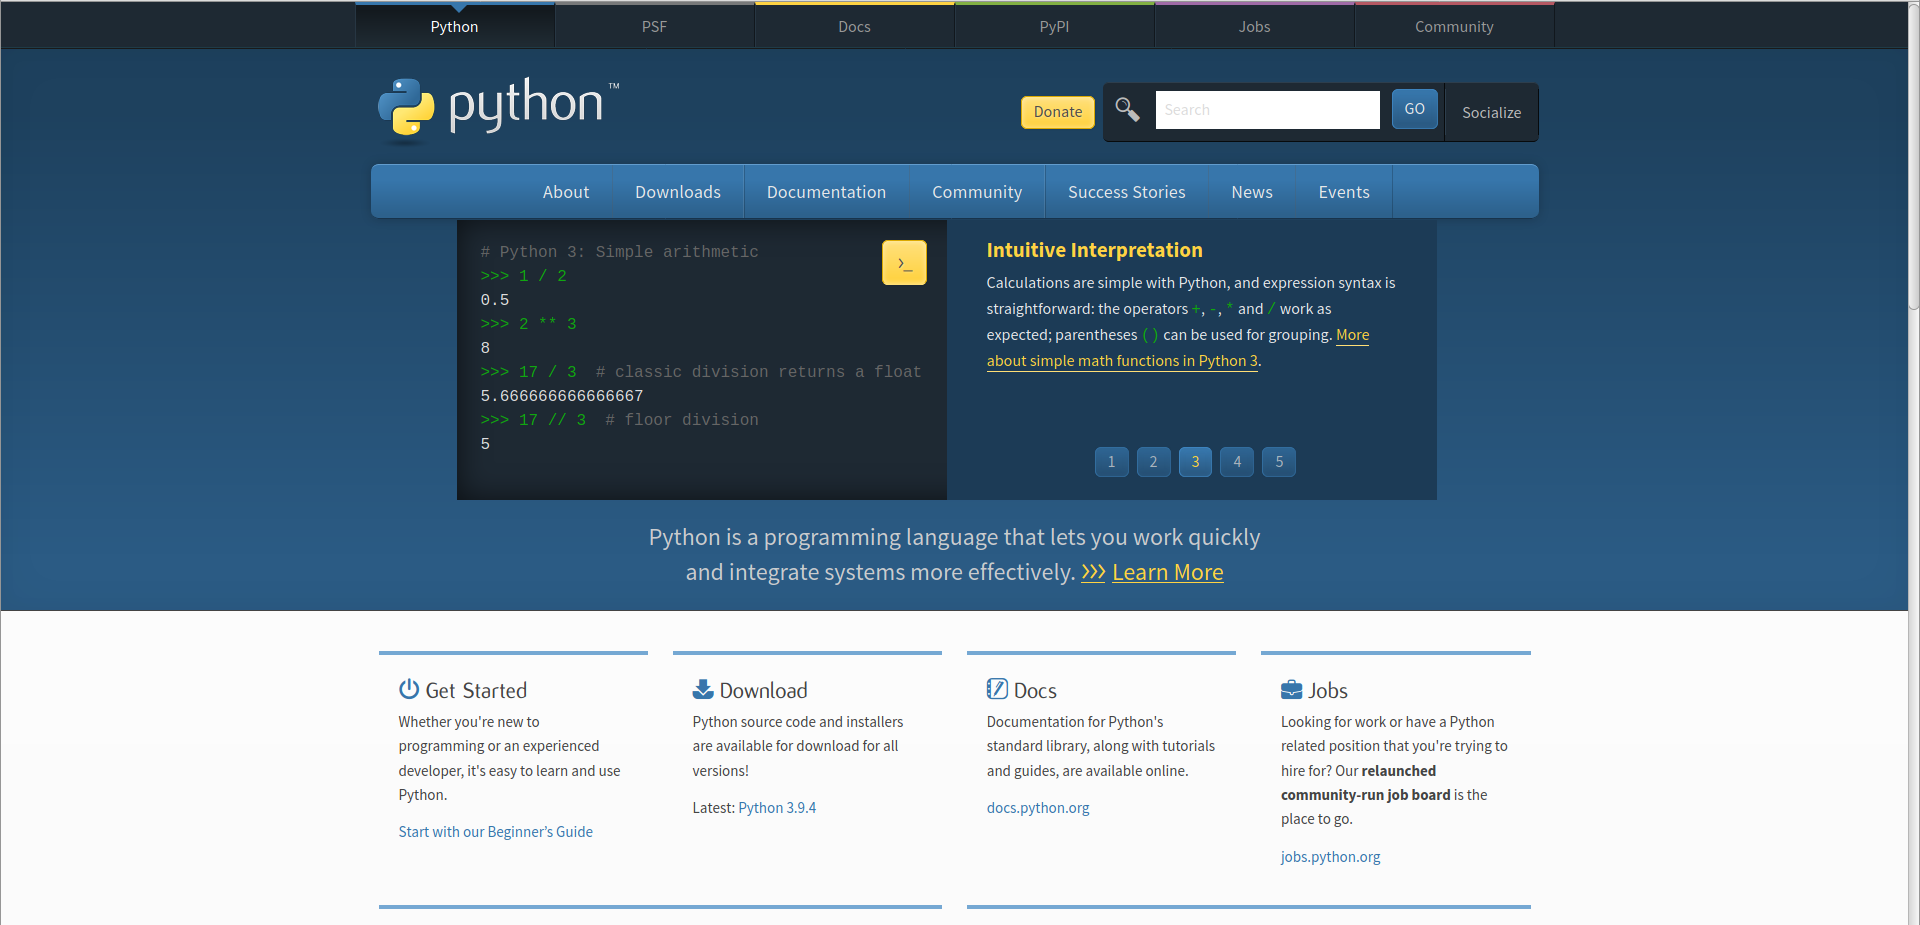 Python
PSF
Docs
PyPI
Jobs
Community
python™
Donate
Search
GO
Socialize
About
Downloads
Documentation
Community
Success Stories
News
Events
# Python 3: Simple arithmetic
>>> 1 / 2
0.5
>>> 2 ** 3
8
>>> 17 / 3  # classic division returns a float
5.666666666666667
>>> 17 // 3  # floor division
5
>_
Intuitive Interpretation
Calculations are simple with Python, and expression syntax is
straightforward: the operators +, -, * and / work as
expected; parentheses () can be used for grouping. More
about simple math functions in Python 3.
1 2 3 4 5
Python is a programming language that lets you work quickly
and integrate systems more effectively. >>> Learn More
Get Started
Whether you're new to
programming or an experienced
developer, it's easy to learn and use
Python.
Start with our Beginner’s Guide
Download
Python source code and installers
are available for download for all
versions!
Latest: Python 3.9.4
Docs
Documentation for Python's
standard library, along with tutorials
and guides, are available online.
docs.python.org
Jobs
Looking for work or have a Python
related position that you're trying to
hire for? Our relaunched
community-run job board is the
place to go.
jobs.python.org